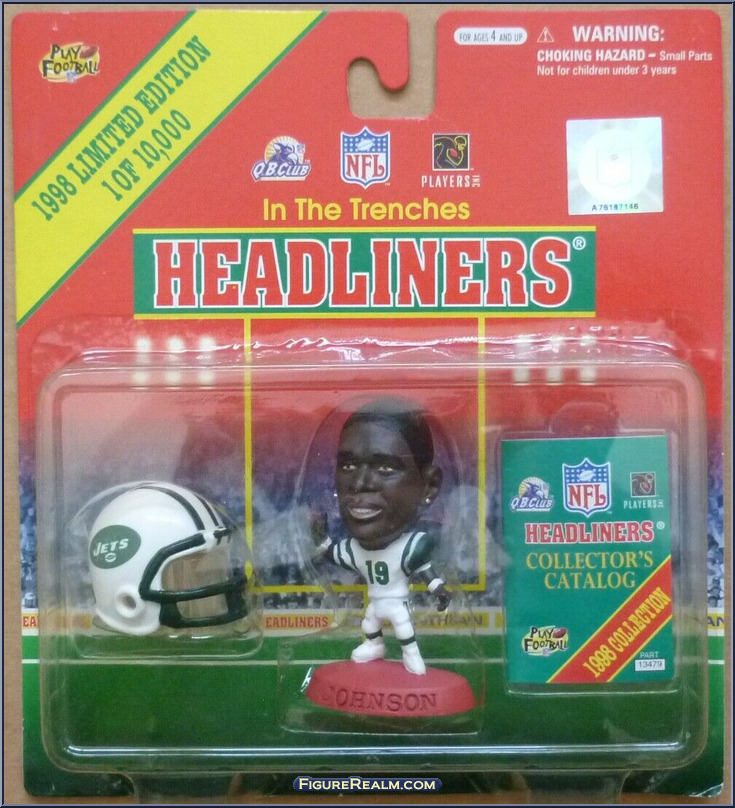 PLAY
FOOTBALL
1998 LIMITED EDITION
1 OF 10,000
FOR AGES 4 AND UP
WARNING:
CHOKING HAZARD – Small Parts
Not for children under 3 years
Q.B.CLUB
NFL
PLAYERS INC
A76187146
In The Trenches
HEADLINERS®
JETS
19
JOHNSON
Q.B.CLUB
NFL
PLAYERS INC
HEADLINERS®
COLLECTOR'S
CATALOG
PLAY
FOOTBALL
1998 COLLECTION
PART
13479
HEADLINERS
FIGUREREALM.COM